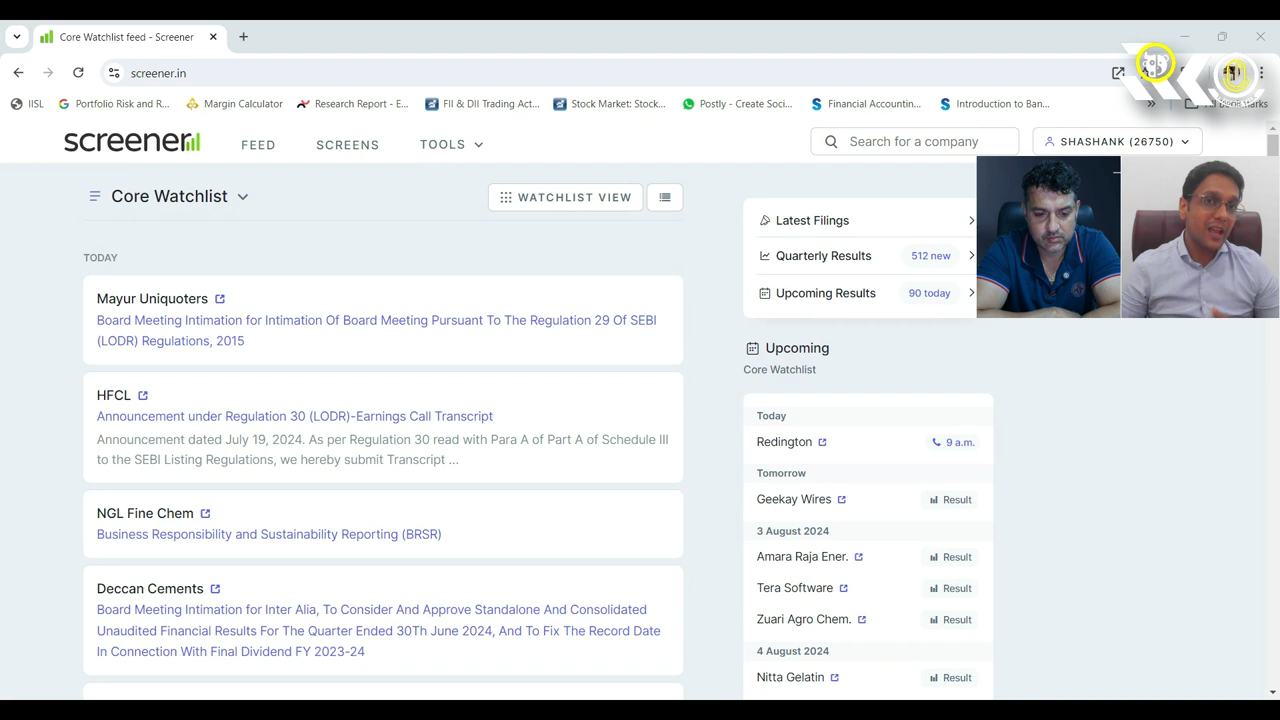 Core Watchlist feed - Screener
screener.in
IISL
Portfolio Risk and R...
Margin Calculator
Research Report - E...
FII & DII Trading Act...
Stock Market: Stock...
Postly - Create Soci...
Financial Accountin...
Introduction to Ban...
screener
FEED
SCREENS
TOOLS
Search for a company
SHASHANK (26750)
Core Watchlist
WATCHLIST VIEW
TODAY
Mayur Uniquoters
Board Meeting Intimation for Intimation Of Board Meeting Pursuant To The Regulation 29 Of SEBI
(LODR) Regulations, 2015
HFCL
Announcement under Regulation 30 (LODR)-Earnings Call Transcript
Announcement dated July 19, 2024. As per Regulation 30 read with Para A of Part A of Schedule III
to the SEBI Listing Regulations, we hereby submit Transcript ...
NGL Fine Chem
Business Responsibility and Sustainability Reporting (BRSR)
Deccan Cements
Board Meeting Intimation for Inter Alia, To Consider And Approve Standalone And Consolidated
Unaudited Financial Results For The Quarter Ended 30Th June 2024, And To Fix The Record Date
In Connection With Final Dividend FY 2023-24
Latest Filings
Quarterly Results 512 new
Upcoming Results 90 today
Upcoming
Core Watchlist
Today
Redington 9 a.m.
Tomorrow
Geekay Wires Result
3 August 2024
Amara Raja Ener. Result
Tera Software Result
Zuari Agro Chem. Result
4 August 2024
Nitta Gelatin Result